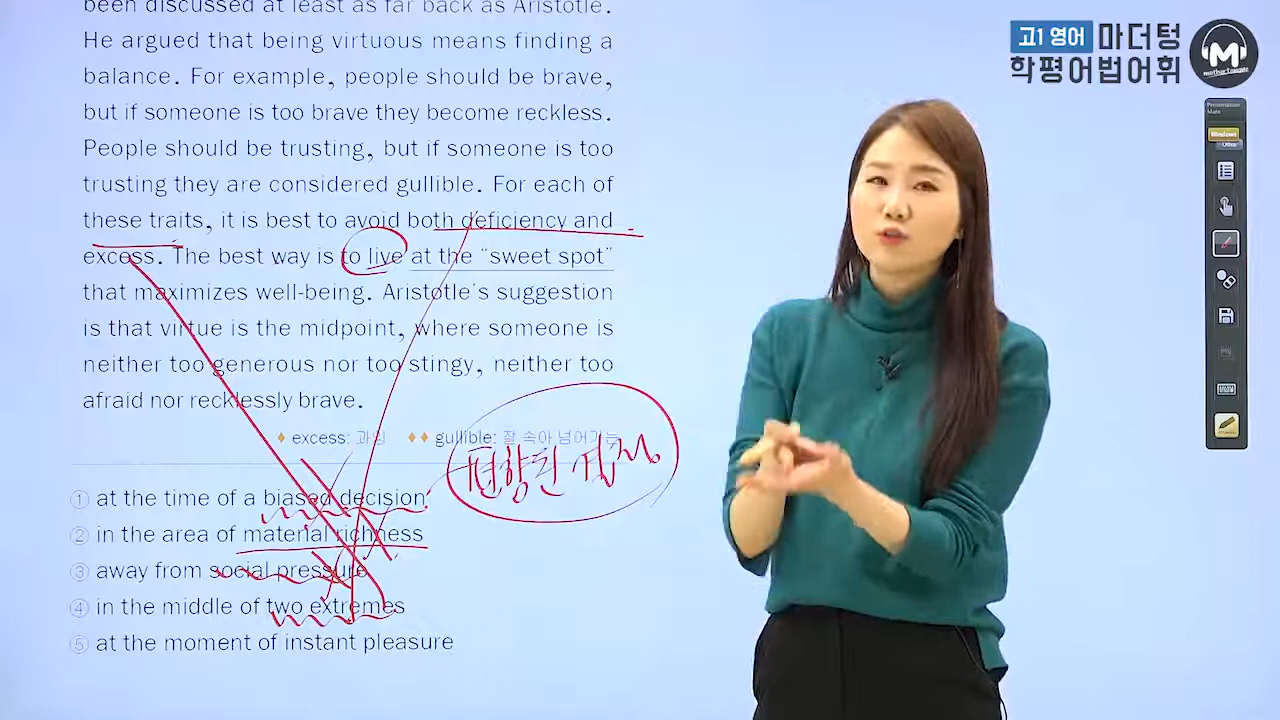 been discussed at least as far back as Aristotle.
He argued that being virtuous means finding a
balance. For example, people should be brave,
but if someone is too brave they become reckless.
People should be trusting, but if someone is too
trusting they are considered gullible. For each of
these traits, it is best to avoid both deficiency and
excess. The best way is to live at the “sweet spot”
that maximizes well-being. Aristotle's suggestion
is that virtue is the midpoint, where someone is
neither too generous nor too stingy, neither too
afraid nor recklessly brave.
♦ excess: 과잉 ♦♦ gullible: 잘 속아 넘어가는
편향된 결정
① at the time of a biased decision
② in the area of material richness
③ away from social pressure
④ in the middle of two extremes
⑤ at the moment of instant pleasure
고1 영어 마더텅
학평어법어휘
M
mother tongue
Presentation
Mate
Windows
Office